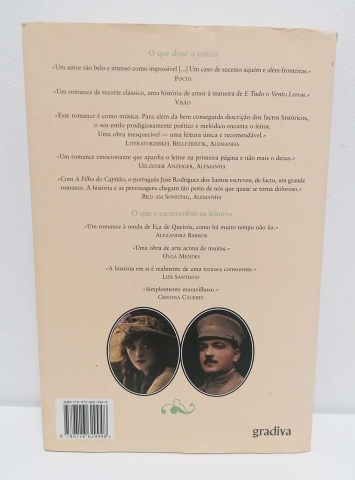 O que disse a crítica
«Um amor tão belo e intenso como impossível [...] Um caso de sucesso aquém e além-fronteiras.»
FOCUS
«Um romance de recorte clássico, uma história de amor à maneira de E Tudo o Vento Levou.»
VISÃO
«Este romance é como música. Para além da bem conseguida descrição dos factos históricos,
o seu estilo prodigiosamente poético e melódico encanta o leitor.
Uma obra inesquecível — uma leitura única e recomendável.»
LITERATURZIRKEL BELLETRISTIK, ALEMANHA
«Um romance emocionante que apanha o leitor na primeira página e não mais o deixa.»
UELZENER ANZEIGER, ALEMANHA
«Com A Filha do Capitão, o português José Rodrigues dos Santos escreveu, de facto, um grande
romance. A história e as personagens chegam tão perto de nós que quase se torna doloroso.»
BILD AM SONNTAG, ALEMANHA
O que escreveram os leitores
«Um romance à moda de Eça de Queirós, como há muito tempo não lia.»
ALEXANDRA BARROS
«Uma obra de arte acima de muitas.»
OLGA MENDES
«A história em si é realmente de uma ternura comovente.»
LUÍS SANTIAGO
«Simplesmente maravilhoso.»
CRISTINA CÁCERES
gradiva